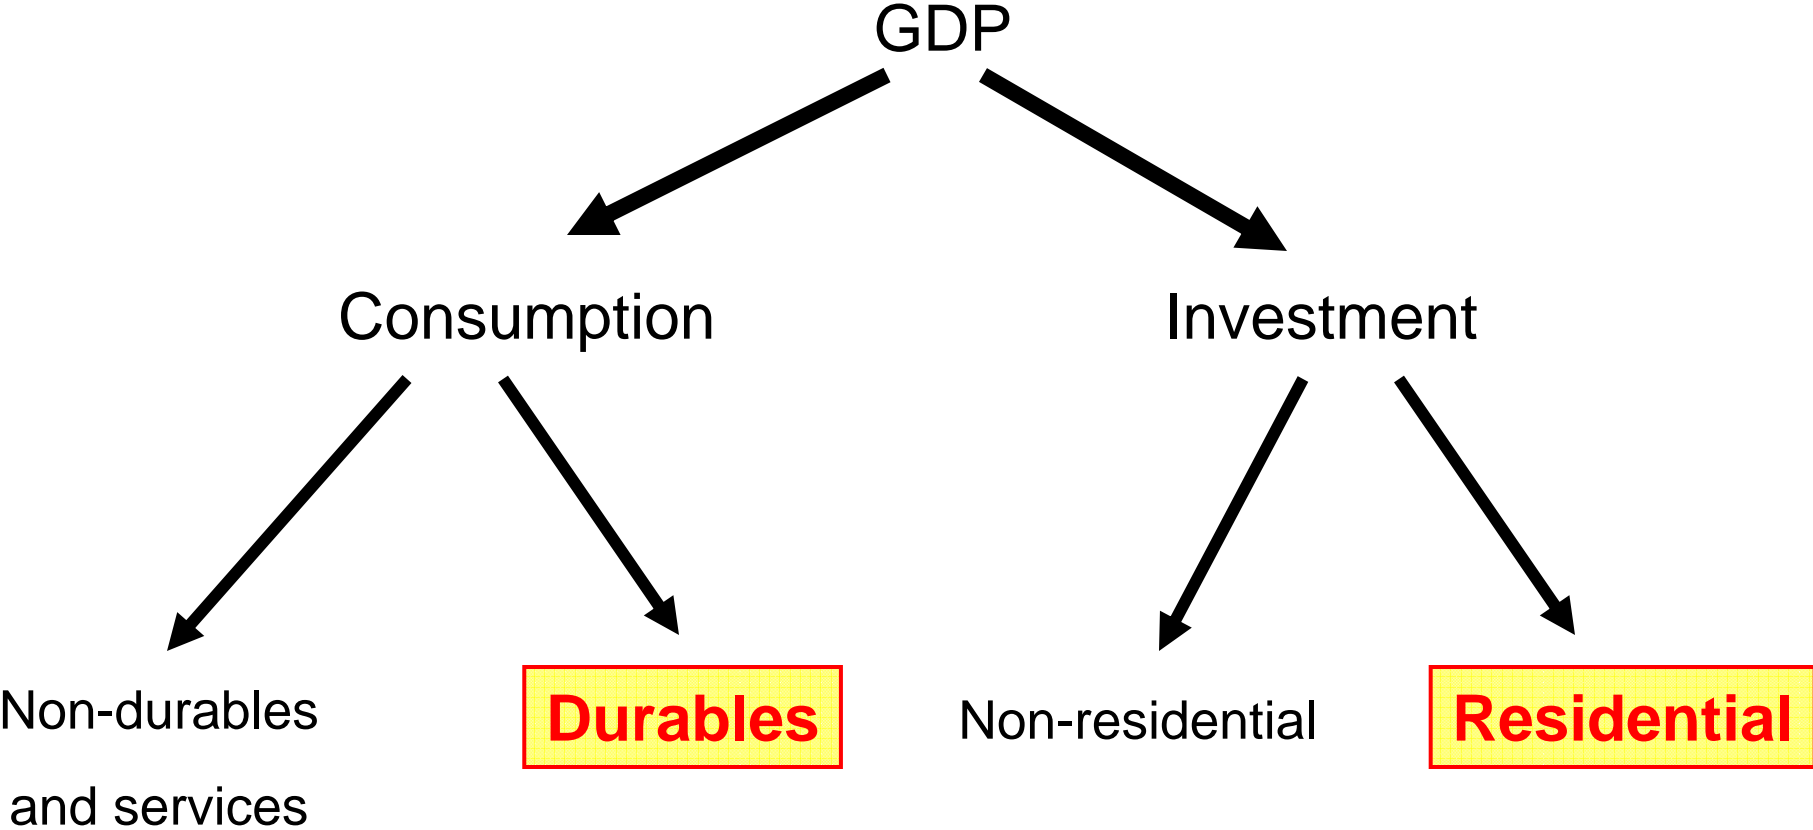 GDP
Consumption
Investment
Non-durables
and services
Durables
Non-residential
Residential